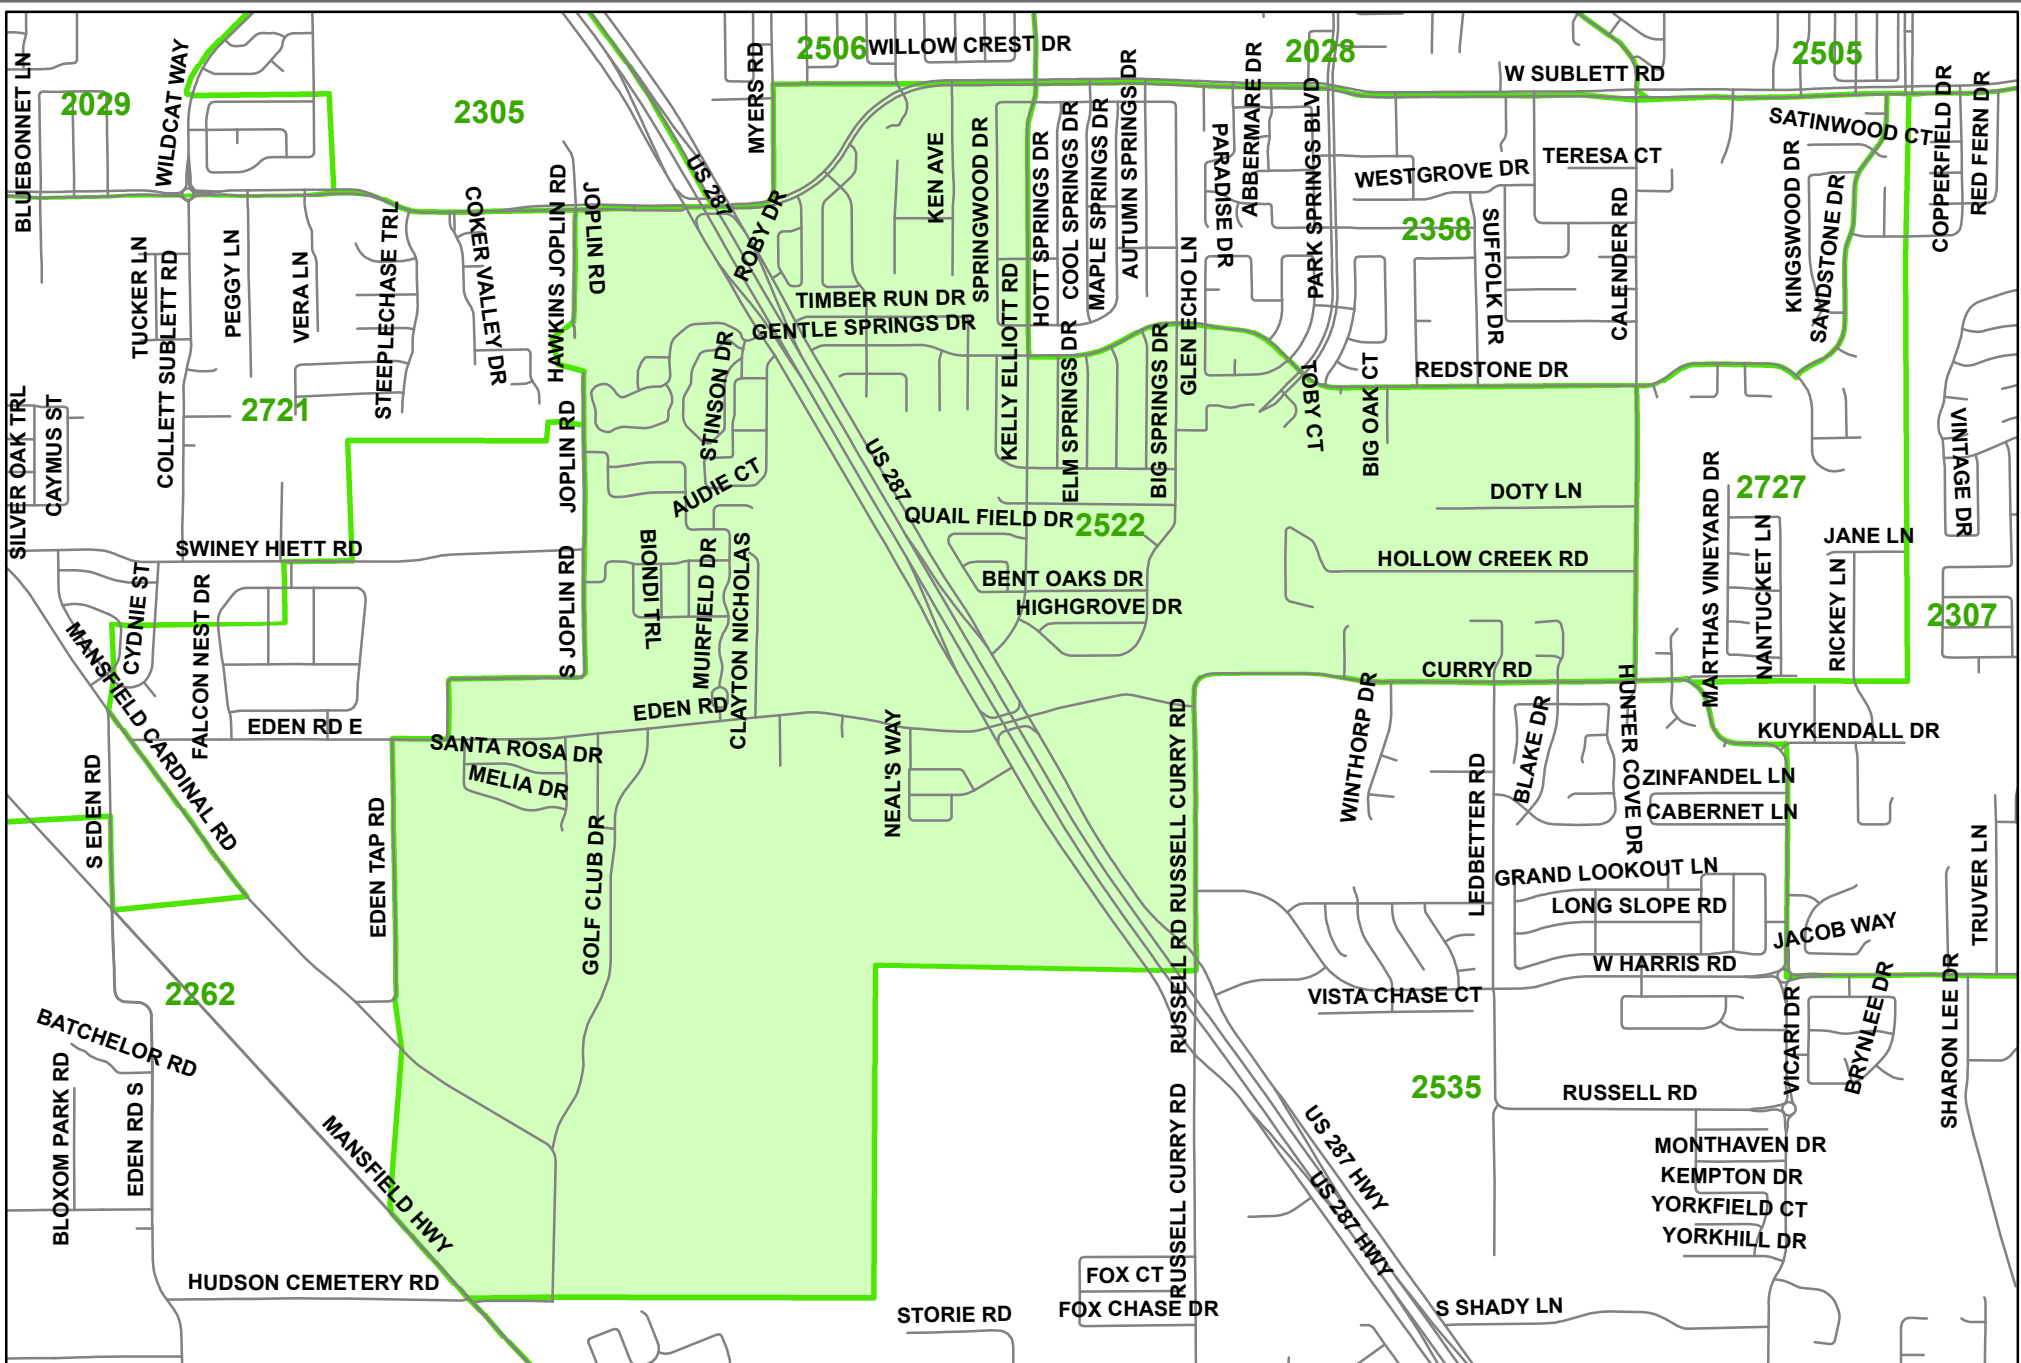 2506
WILLOW CREST DR
2028
2505
W SUBLETT RD
BLUEBONNET LN
2029
WILDCAT WAY
2305
MYERS RD
US 287
ROBY DR
KEN AVE
SPRINGWOOD DR
HOTT SPRINGS DR
COOL SPRINGS DR
MAPLE SPRINGS DR
AUTUMN SPRINGS DR
PARADISE DR
ABBERMARE DR
PARK SPRINGS BLVD
WESTGROVE DR
TERESA CT
2358
SUFFOLK DR
CALENDER RD
SATINWOOD CT
KINGSWOOD DR
SANDSTONE DR
COPPERFIELD DR
RED FERN DR
TUCKER LN
COLLETT SUBLETT RD
PEGGY LN
VERA LN
STEEPLECHASE TRL
COKER VALLEY DR
HAWKINS JOPLIN RD
JOPLIN RD
TIMBER RUN DR
GENTLE SPRINGS DR
STINSON DR
KELLY ELLIOTT RD
ELM SPRINGS DR
BIG SPRINGS DR
GLEN ECHO LN
TOBY CT
BIG OAK CT
REDSTONE DR
2721
SILVER OAK TRL
CAYMUS ST
JOPLIN RD
AUDIE CT
US 287
QUAIL FIELD DR
2522
DOTY LN
HOLLOW CREEK RD
MARTHAS VINEYARD DR
2727
NANTUCKET LN
JANE LN
RICKEY LN
VINTAGE DR
2307
SWINEY HIETT RD
CYDNIE ST
FALCON NEST DR
S JOPLIN RD
BIONDI TRL
MUIRFIELD DR
CLAYTON NICHOLAS
BENT OAKS DR
HIGHGROVE DR
MANSFIELD CARDINAL RD
EDEN RD E
EDEN RD
CURRY RD
WINTHORP DR
HUNTER COVE DR
KUYKENDALL DR
SANTA ROSA DR
MELIA DR
NEAL'S WAY
RUSSELL CURRY RD
LEDBETTER RD
BLAKE DR
ZINFANDEL LN
CABERNET LN
S EDEN RD
EDEN TAP RD
GOLF CLUB DR
GRAND LOOKOUT LN
LONG SLOPE RD
JACOB WAY
TRUVER LN
W HARRIS RD
VISTA CHASE CT
RUSSELL RD
2262
BATCHELOR RD
BLOXOM PARK RD
EDEN RD S
MANSFIELD HWY
HUDSON CEMETERY RD
2535
RUSSELL RD
VICARI DR
BRYNLEE DR
SHARON LEE DR
MONTHAVEN DR
KEMPTON DR
YORKFIELD CT
YORKHILL DR
US 287 HWY
US 287 HWY
RUSSELL CURRY RD
FOX CT
FOX CHASE DR
STORIE RD
S SHADY LN